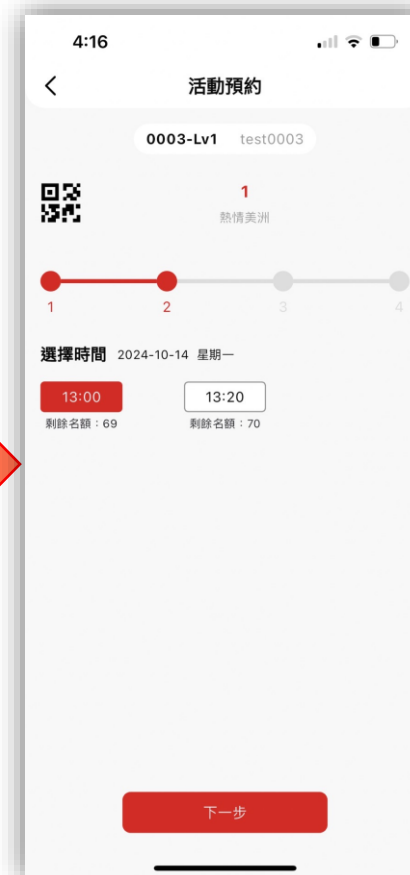 4:16
活動預約
0003-Lv1 test0003
1
熱情美洲
1 2 3 4
選擇時間 2024-10-14 星期一
13:00 13:20
剩餘名額：69 剩餘名額：70
下一步